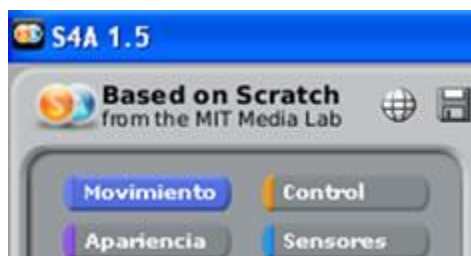 S4A 1.5
Based on Scratch
from the MIT Media Lab
Movimiento Control
Apariencia Sensores